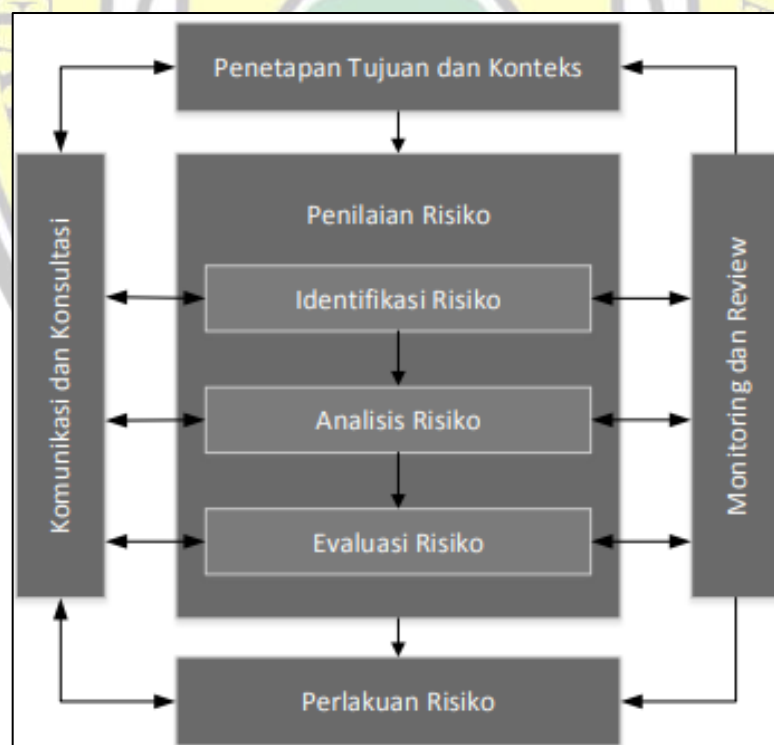 Penetapan Tujuan dan Konteks
Komunikasi dan Konsultasi
Penilaian Risiko
Identifikasi Risiko
Analisis Risiko
Evaluasi Risiko
Monitoring dan Review
Perlakuan Risiko